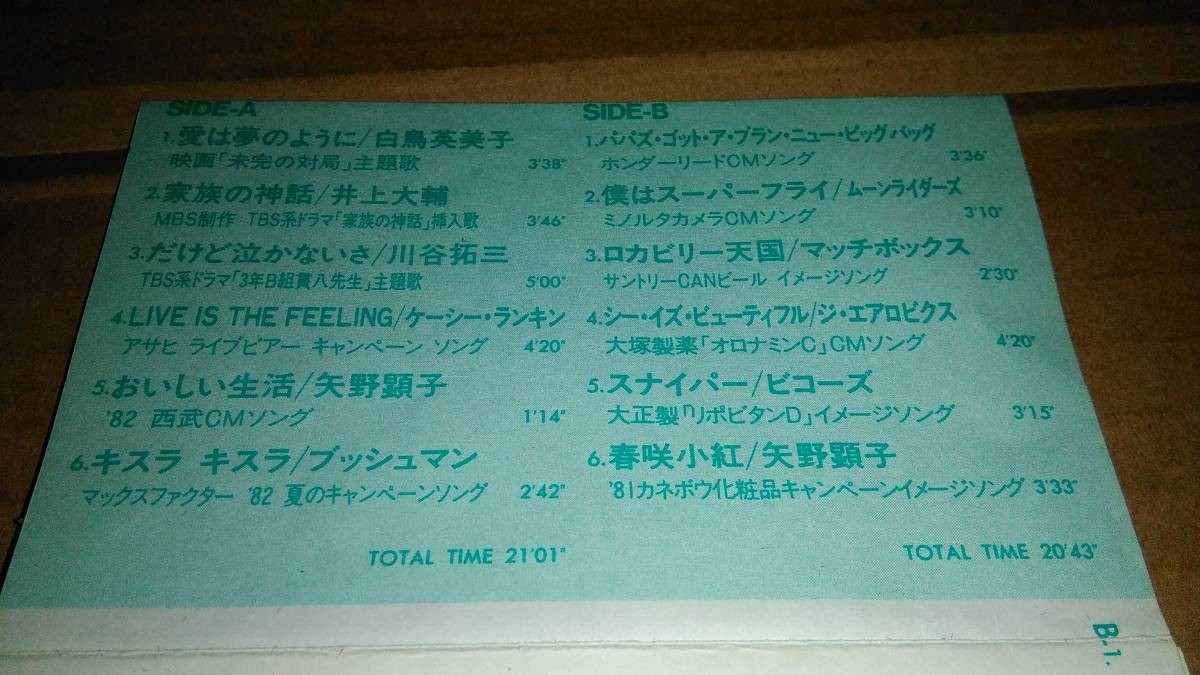 SIDE-A
1.愛は夢のように/白鳥英美子
映画「未完の対局」主題歌 3'38"
2.家族の神話/井上大輔
MBS制作 TBS系ドラマ「家族の神話」挿入歌 3'46"
3.だけど泣かないさ/川谷拓三
TBS系ドラマ「3年B組貫八先生」主題歌 5'00"
4.LIVE IS THE FEELING/ケーシー・ランキン
アサヒ ライブビアー キャンペーン ソング 4'20"
5.おいしい生活/矢野顕子
'82 西武CMソング 1'14"
6.キスラ キスラ/ブッシュマン
マックスファクター '82 夏のキャンペーンソング 2'42"
TOTAL TIME 21'01"
SIDE-B
1.パパズ・ゴット・ア・ブラン・ニュー・ビッグバッグ
ホンダーリードCMソング 3'36"
2.僕はスーパーフライ/ムーンライダーズ
ミノルタカメラCMソング 3'10"
3.ロカビリー天国/マッチボックス
サントリーCANビール イメージソング 2'30"
4.シー・イズ・ビューティフル/ジ・エアロビクス
大塚製薬「オロナミンC」CMソング 4'20"
5.スナイパー/ビコーズ
大正製「リポビタンD」イメージソング 3'15"
6.春咲小紅/矢野顕子
'81カネボウ化粧品キャンペーンイメージソング 3'33"
TOTAL TIME 20'43"
B-1.